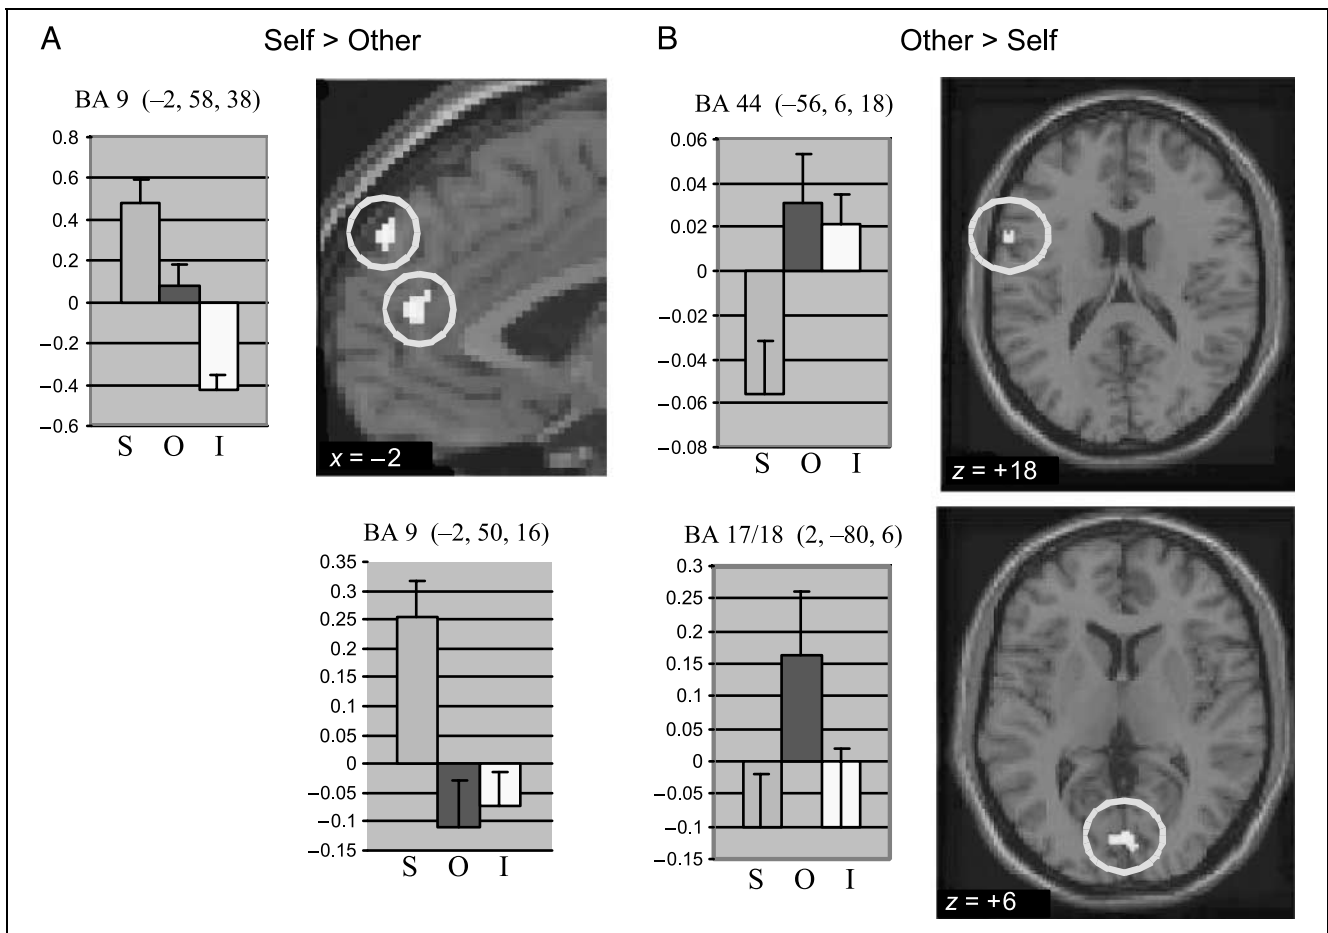 A
Self > Other
BA 9 (–2, 58, 38)
0.8
0.6
0.4
0.2
0
–0.2
–0.4
–0.6
S O I
x = –2
BA 9 (–2, 50, 16)
0.35
0.3
0.25
0.2
0.15
0.1
0.05
0
–0.05
–0.1
–0.15
S O I
B
Other > Self
BA 44 (–56, 6, 18)
0.06
0.04
0.02
0
–0.02
–0.04
–0.06
–0.08
S O I
z = +18
BA 17/18 (2, –80, 6)
0.3
0.25
0.2
0.15
0.1
0.05
0
–0.05
–0.1
–0.15
S O I
z = +6